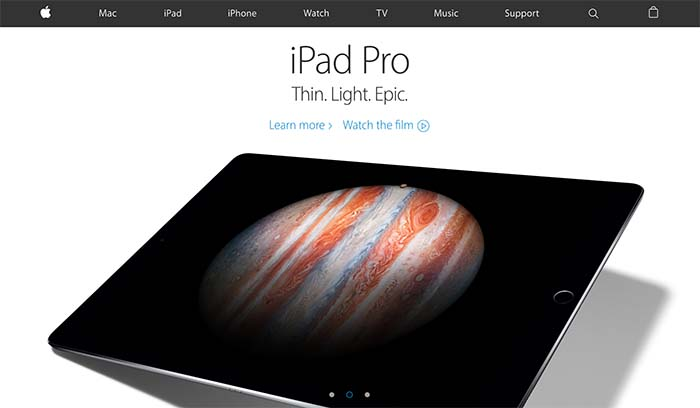 Mac iPad iPhone Watch TV Music Support
iPad Pro
Thin. Light. Epic.
Learn more › Watch the film